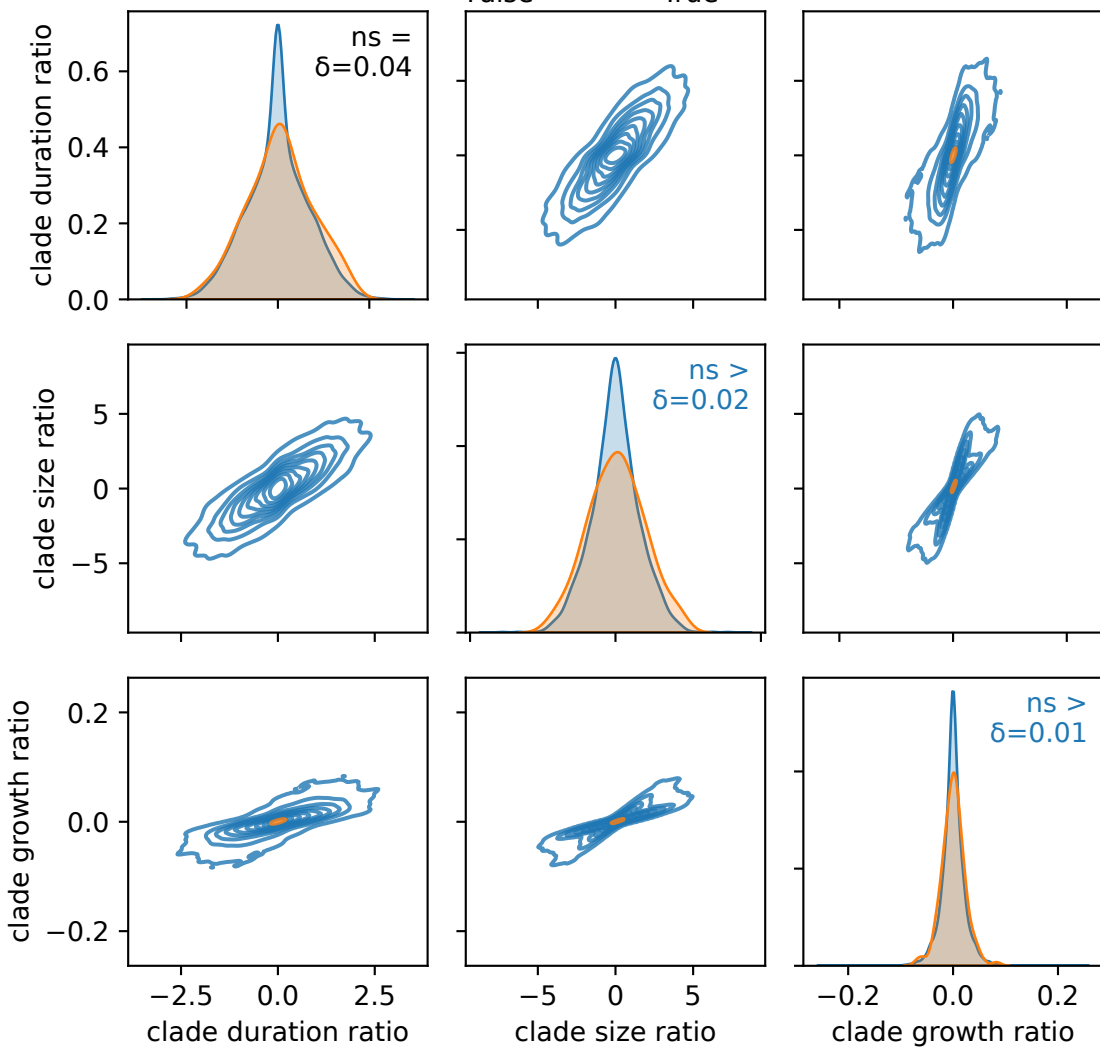 clade duration ratio
0.6
0.4
0.2
0.0
ns =
δ=0.04
clade size ratio
5
0
−5
ns >
δ=0.02
clade growth ratio
0.2
0.0
−0.2
ns >
δ=0.01
−2.5 0.0 2.5
−5 0 5
−0.2 0.0 0.2
clade duration ratio
clade size ratio
clade growth ratio